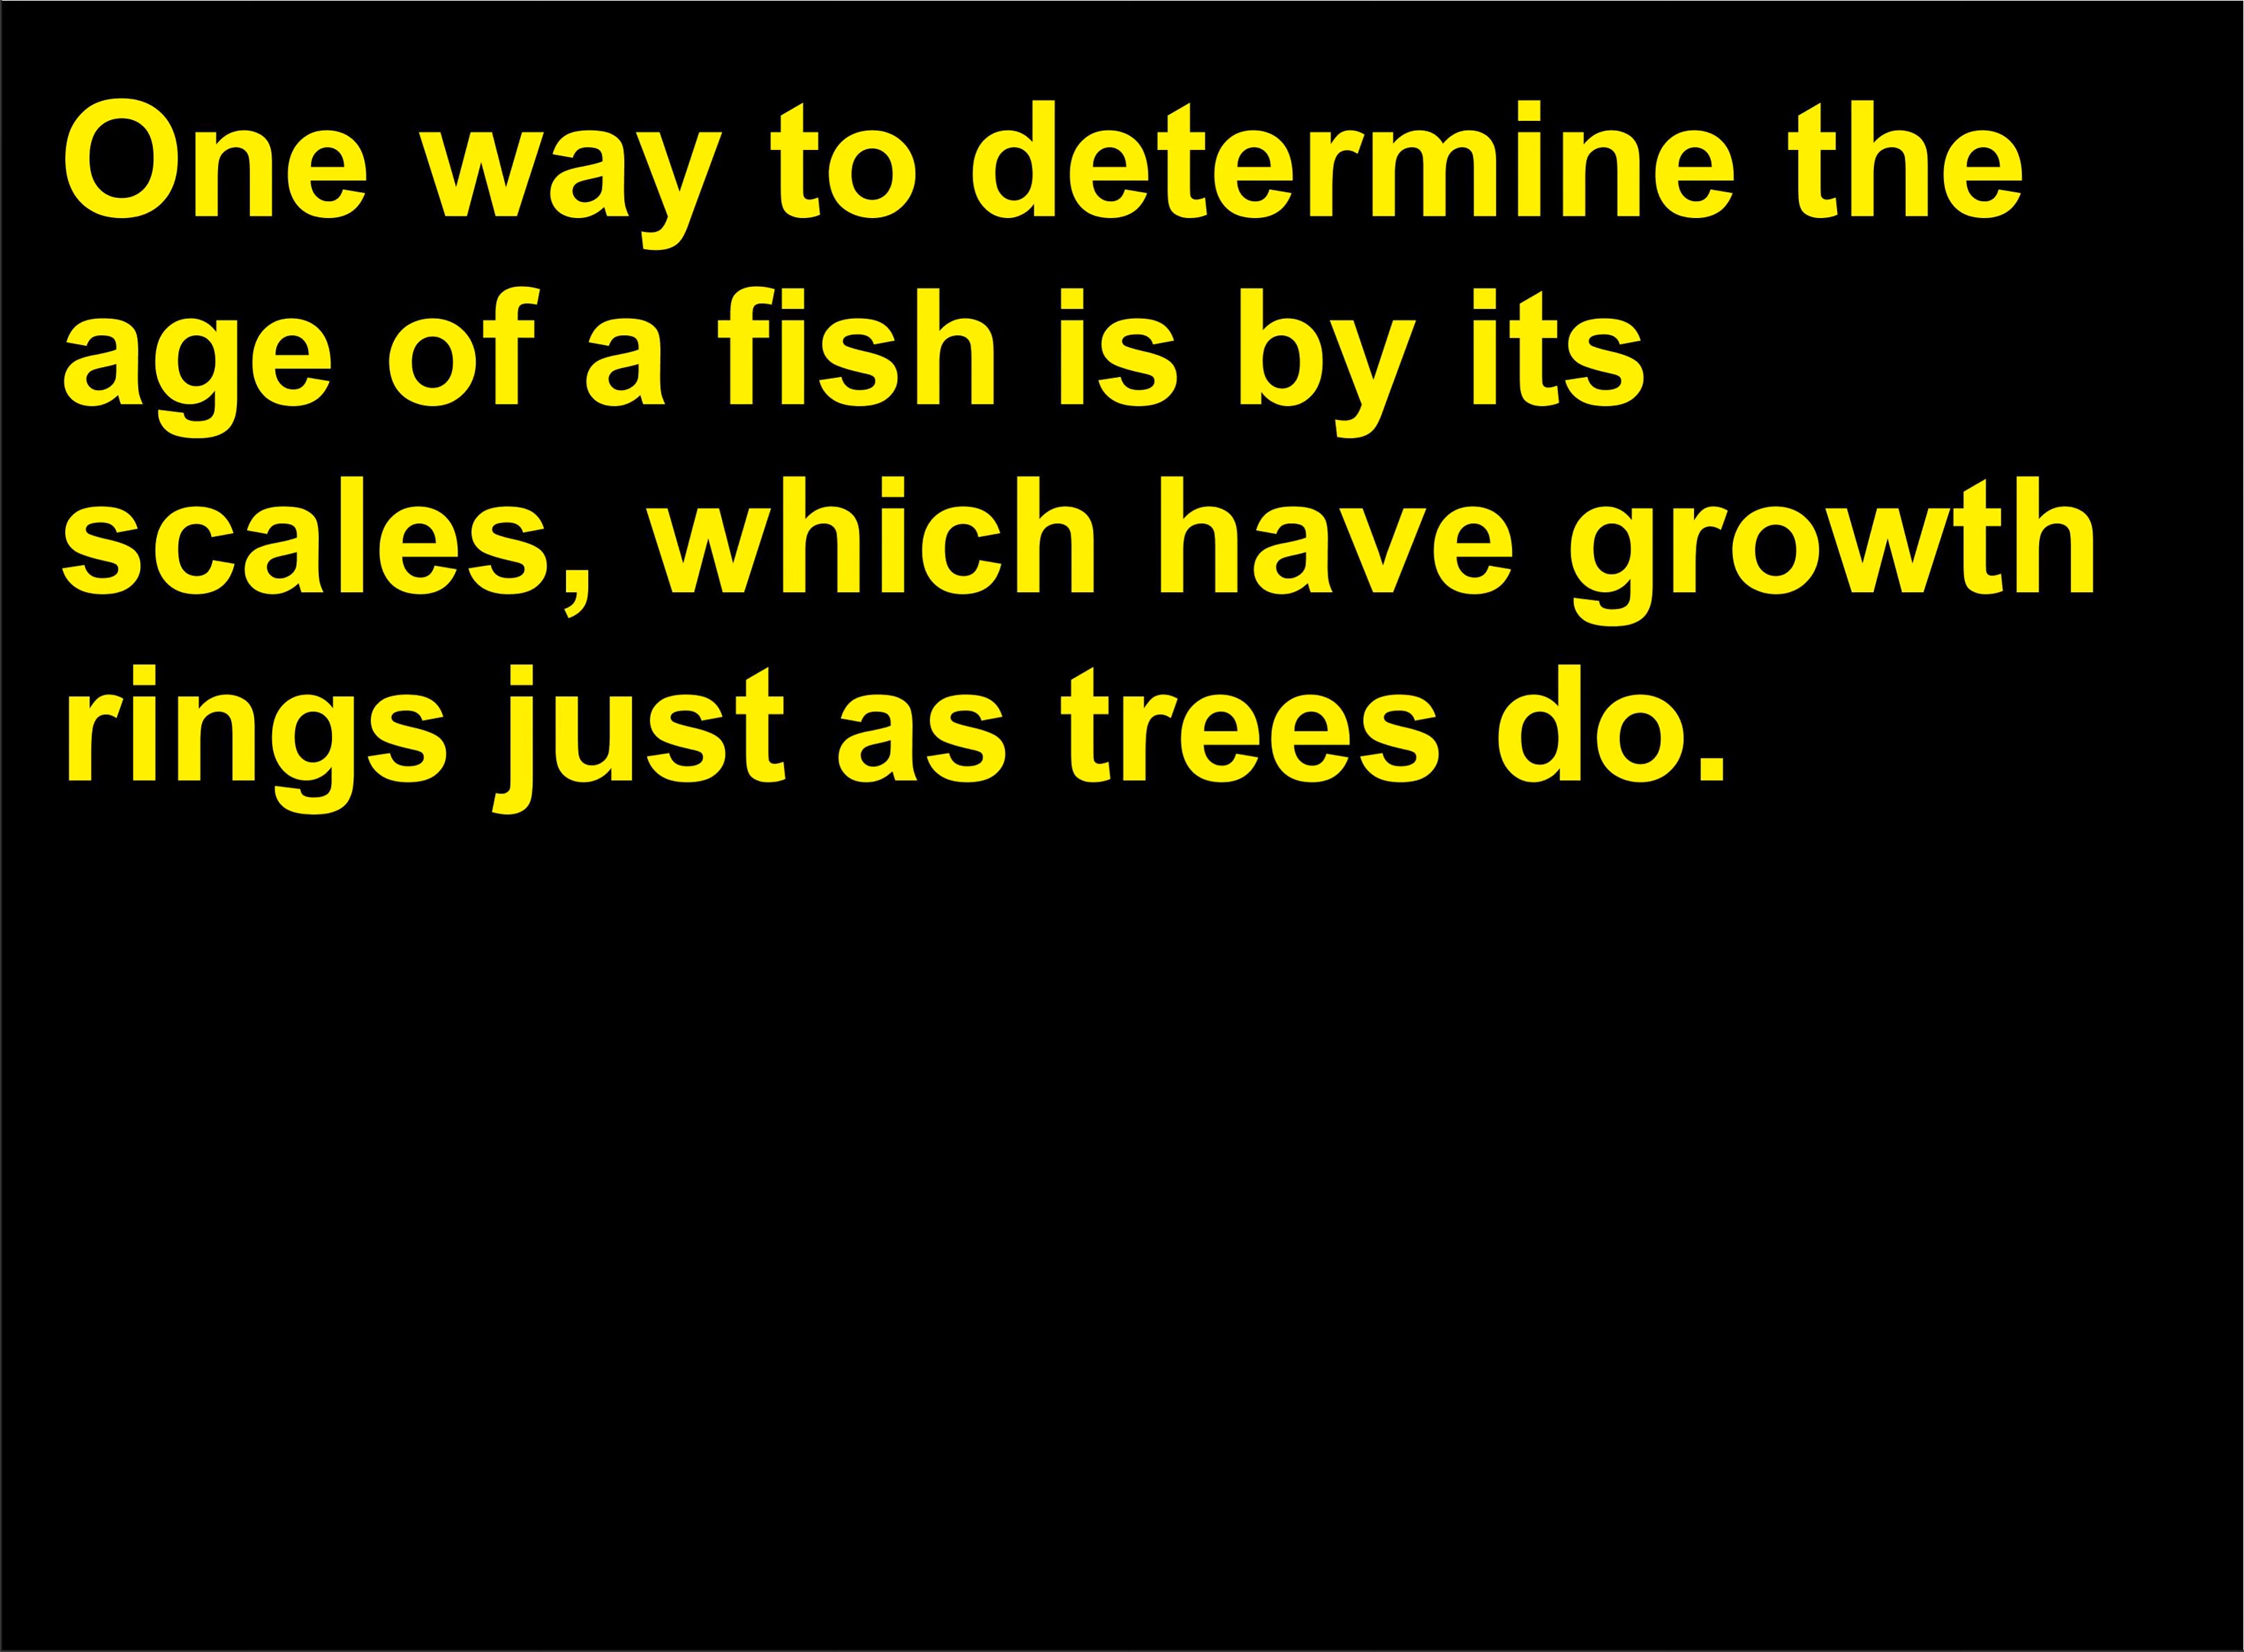 One way to determine the
age of a fish is by its
scales, which have growth
rings just as trees do.